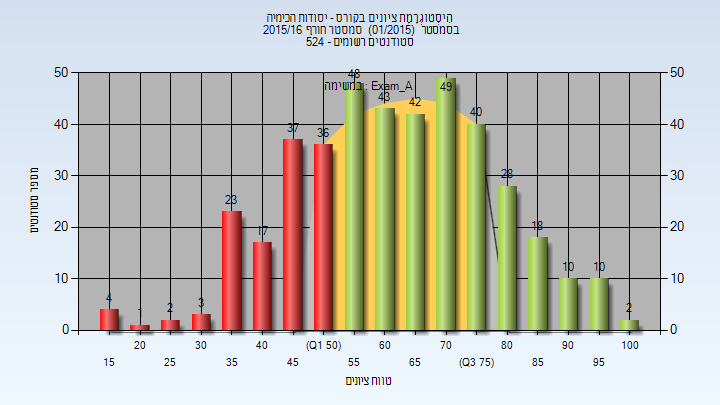 היסטוגרמת ציונים בקורס - יסודות הכימיה
בסמסטר (01/2015) סמסטר חורף 2015/16
סטודנטים רשומים - 524
במשימה : Exam_A
מספר סטודנטים
50 50
40 40
30 30
20 20
10 10
0 0
4 1 2 3 23 17 37 36 48 43 42 49 40 28 18 10 10 2
20 30 40 (Q1 50) 60 70 80 90 100
15 25 35 45 55 65 (Q3 75) 85 95
טווח ציונים